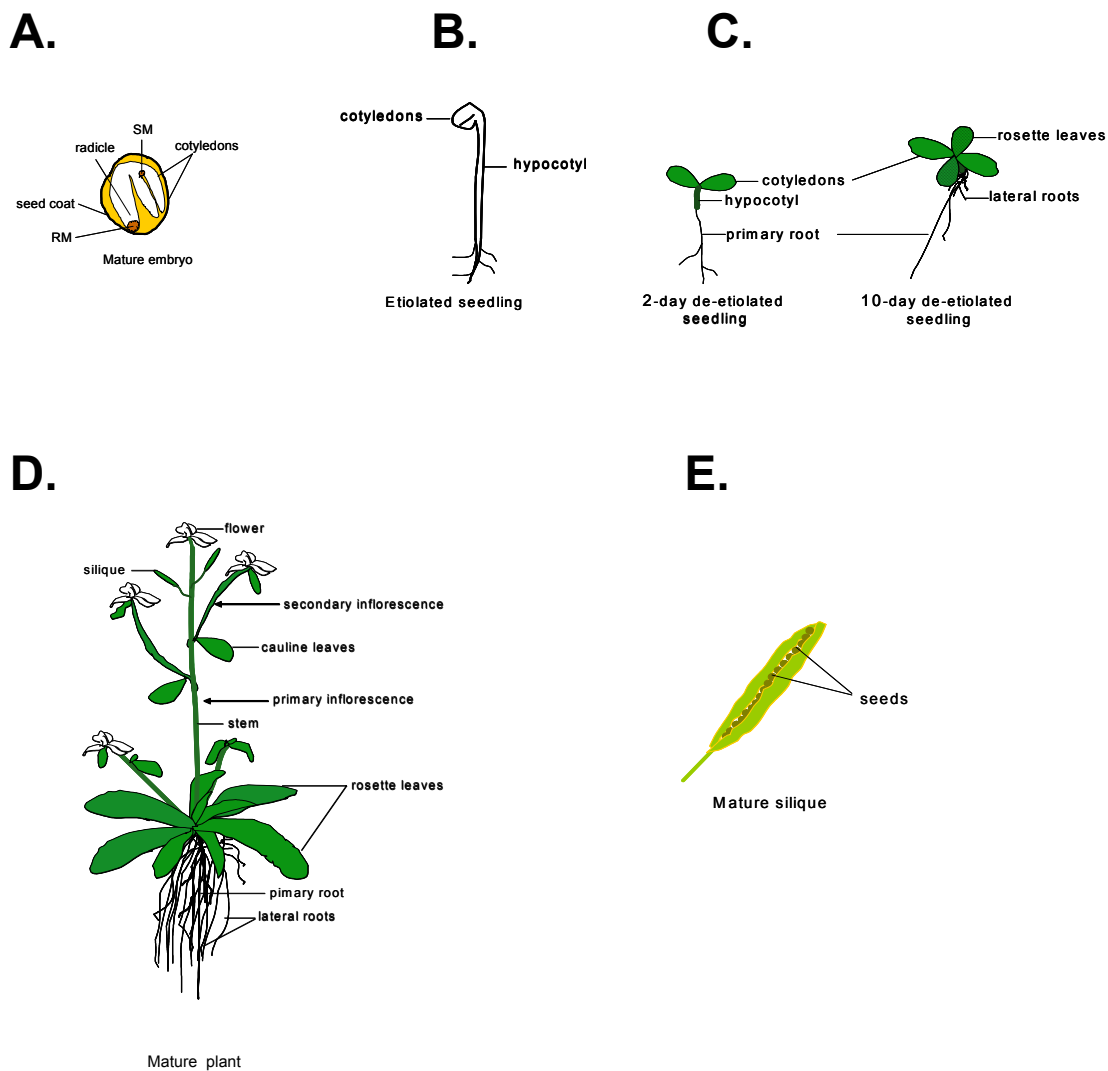 A.
SM
radicle
cotyledons
seed coat
RM
Mature embryo
B.
cotyledons
hypocotyl
Etiolated seedling
C.
rosette leaves
cotyledons
hypocotyl
lateral roots
primary root
2-day de-etiolated
seedling
10-day de-etiolated
seedling
D.
flower
silique
secondary inflorescence
cauline leaves
primary inflorescence
stem
rosette leaves
pimary root
lateral roots
Mature plant
E.
seeds
Mature silique